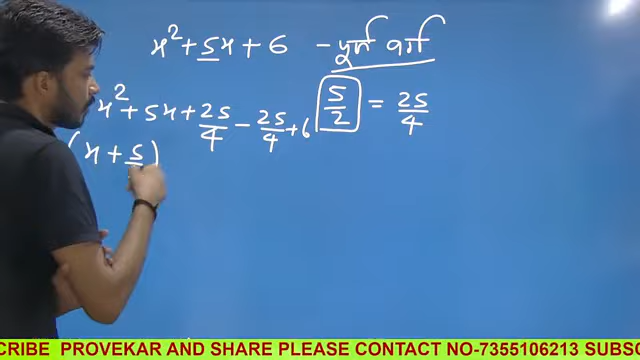 x² + 5x + 6 - पूर्ण वर्ग
x² + 5x + 25/4 - 25/4 + 6   5/2 = 25/4
(x + 5/ )
CRIBE PROVEKAR AND SHARE PLEASE CONTACT NO-7355106213 SUBSC